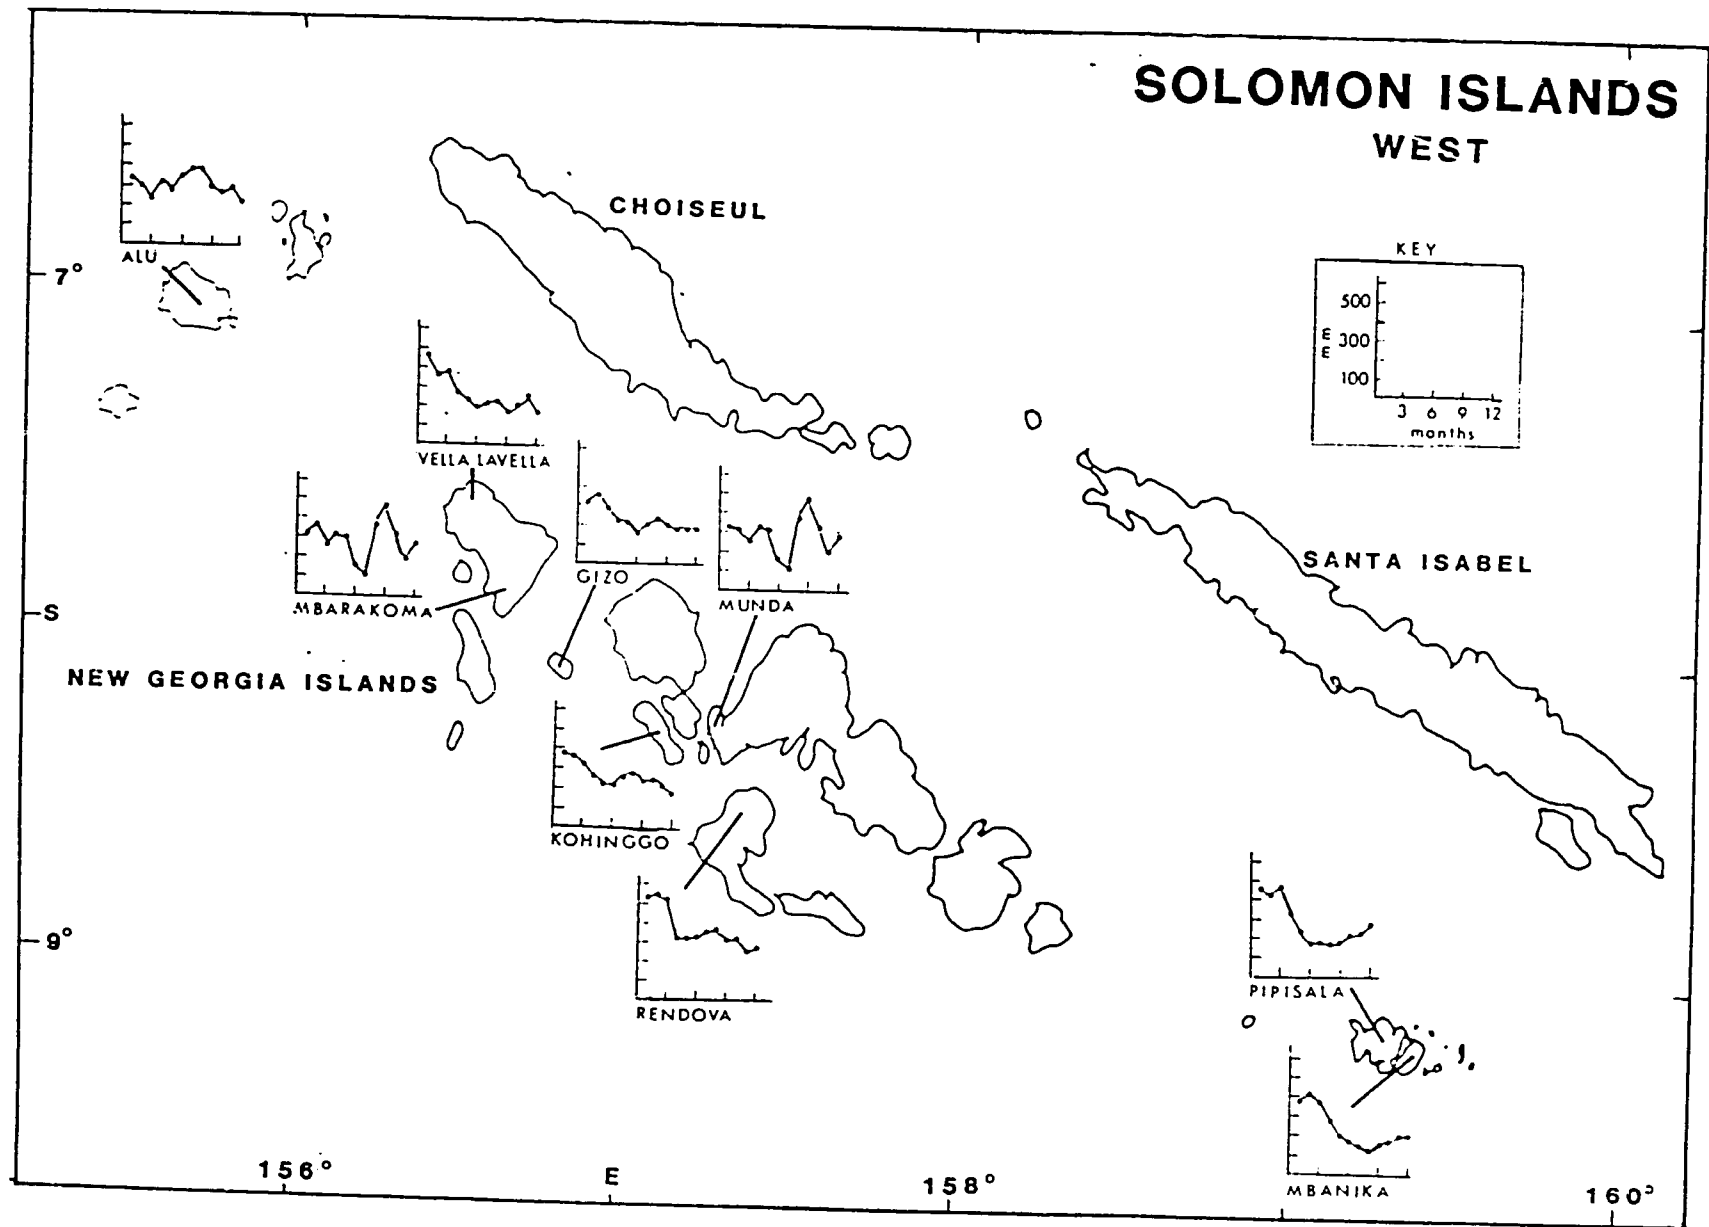 SOLOMON ISLANDS
WEST
CHOISEUL
ALU
7°
KEY
500
300
100
mm
3 6 9 12
months
VELLA LAVELLA
GIZO
MUNDA
MBARAKOMA
SANTA ISABEL
S
NEW GEORGIA ISLANDS
KOHINGGO
RENDOVA
9°
PIPISALA
MBANIKA
156° E 158° 160°